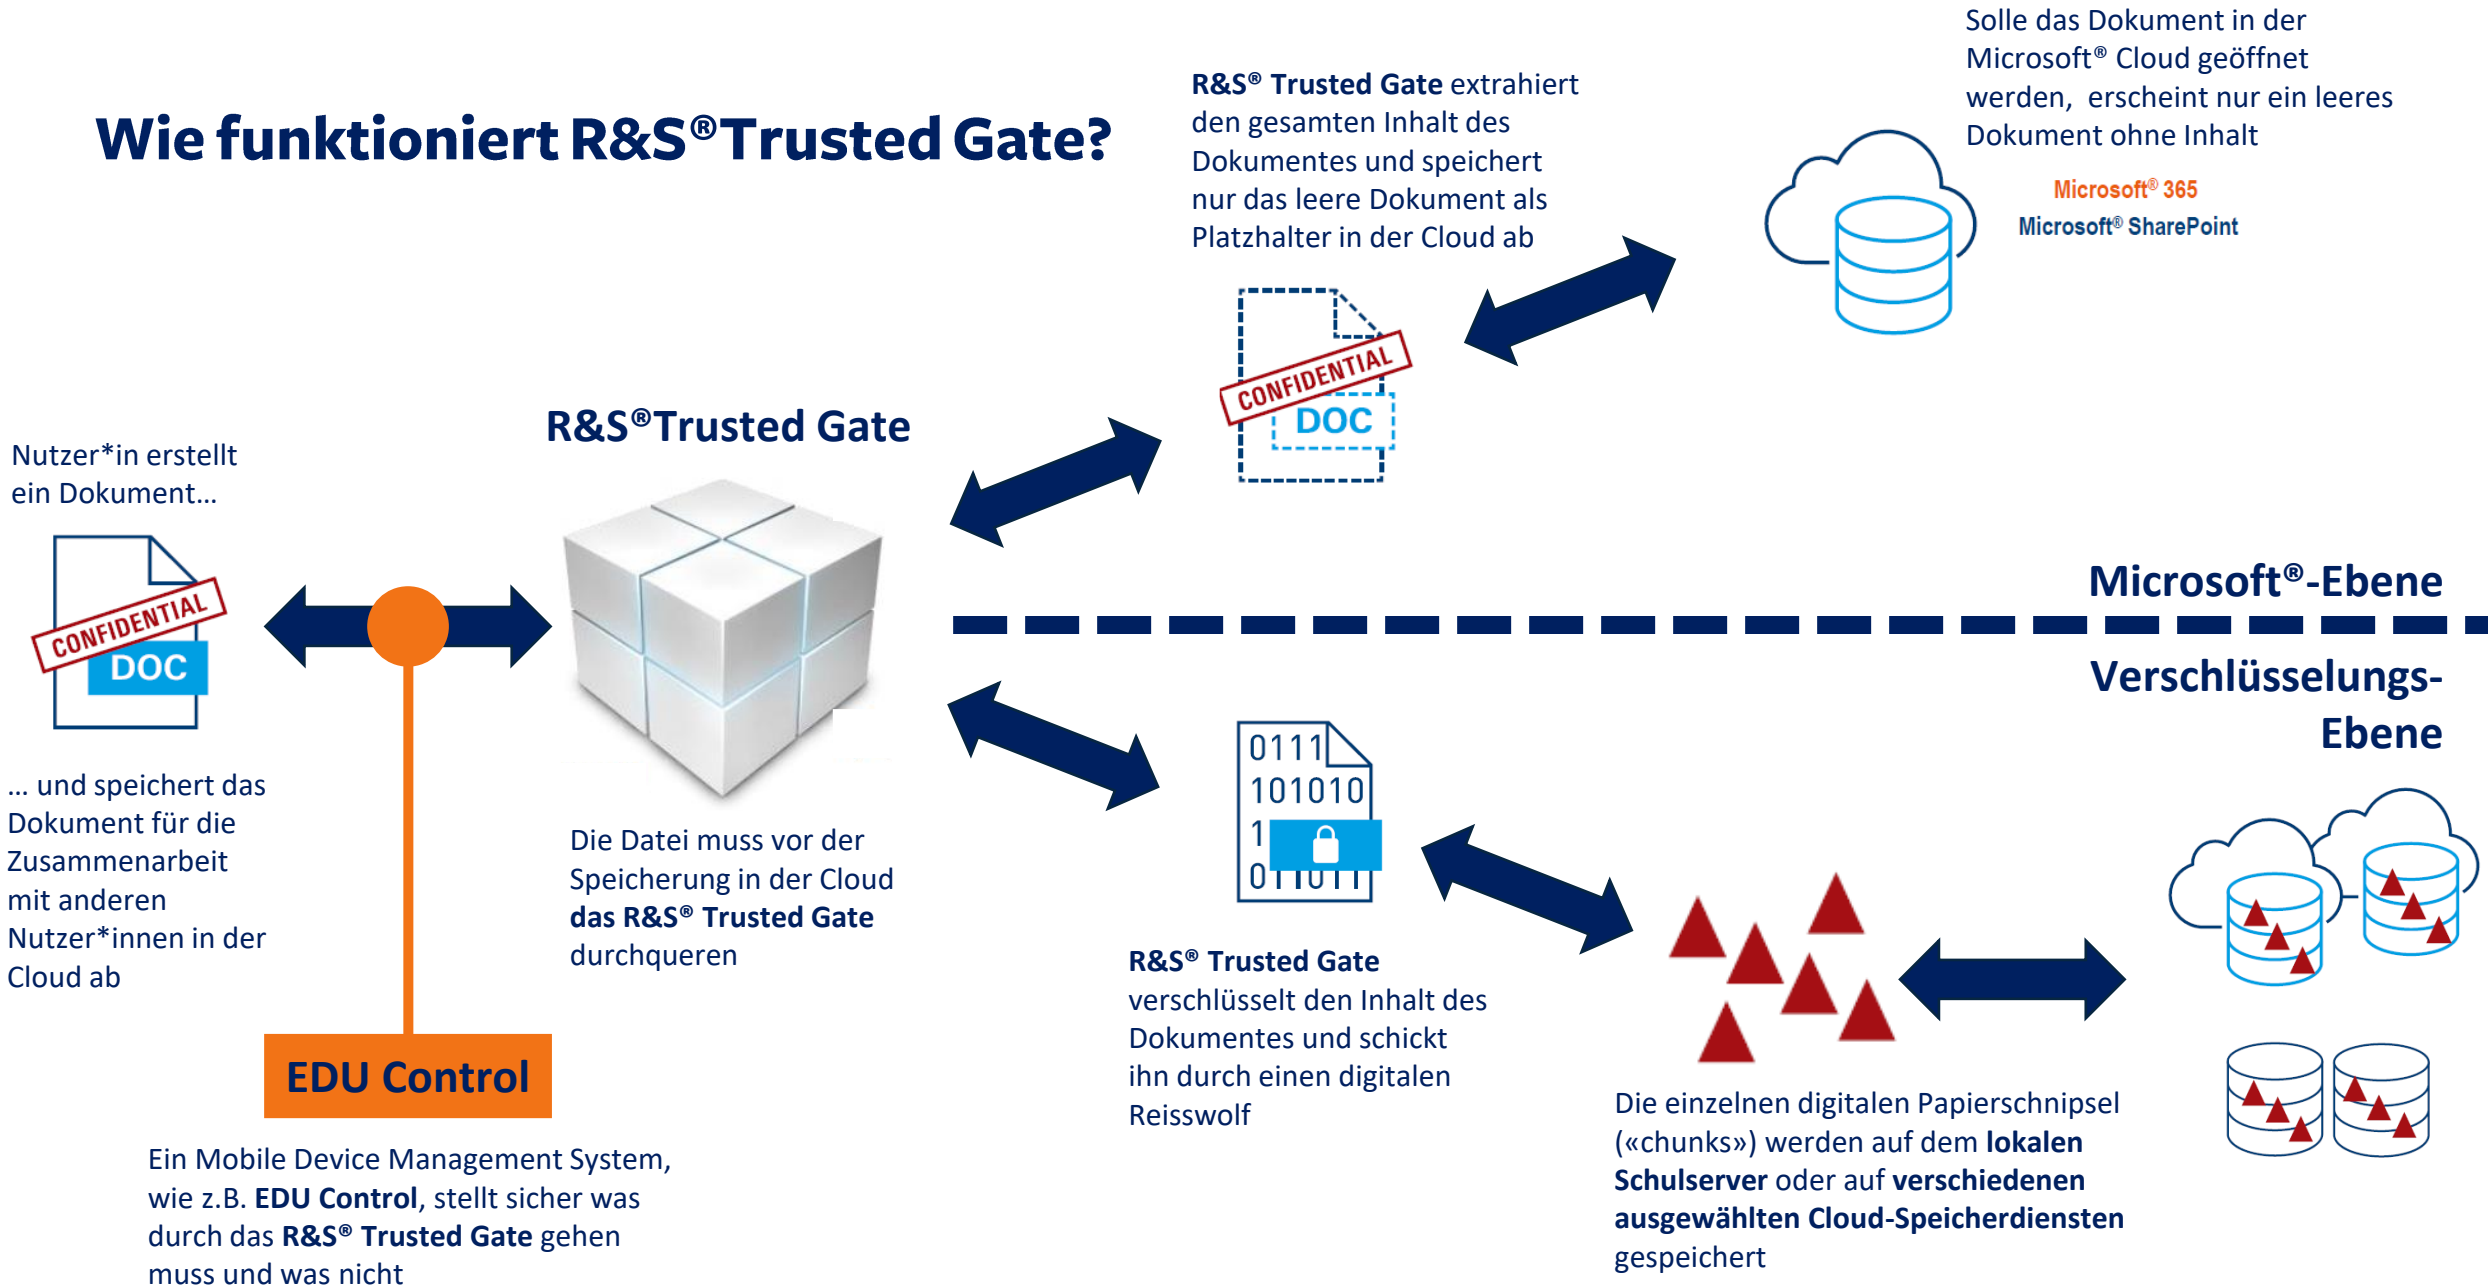 Wie funktioniert R&S®Trusted Gate?
R&S® Trusted Gate extrahiert
den gesamten Inhalt des
Dokumentes und speichert
nur das leere Dokument als
Platzhalter in der Cloud ab
Solle das Dokument in der
Microsoft® Cloud geöffnet
werden, erscheint nur ein leeres
Dokument ohne Inhalt
Microsoft® 365
Microsoft® SharePoint
CONFIDENTIAL
DOC
R&S®Trusted Gate
Nutzer*in erstellt
ein Dokument...
CONFIDENTIAL
DOC
... und speichert das
Dokument für die
Zusammenarbeit
mit anderen
Nutzer*innen in der
Cloud ab
Die Datei muss vor der
Speicherung in der Cloud
das R&S® Trusted Gate
durchqueren
EDU Control
Ein Mobile Device Management System,
wie z.B. EDU Control, stellt sicher was
durch das R&S® Trusted Gate gehen
muss und was nicht
Microsoft®-Ebene
Verschlüsselungs-
Ebene
0111
101010
1
011011
R&S® Trusted Gate
verschlüsselt den Inhalt des
Dokumentes und schickt
ihn durch einen digitalen
Reisswolf
Die einzelnen digitalen Papierschnipsel
(«chunks») werden auf dem lokalen
Schulserver oder auf verschiedenen
ausgewählten Cloud-Speicherdiensten
gespeichert